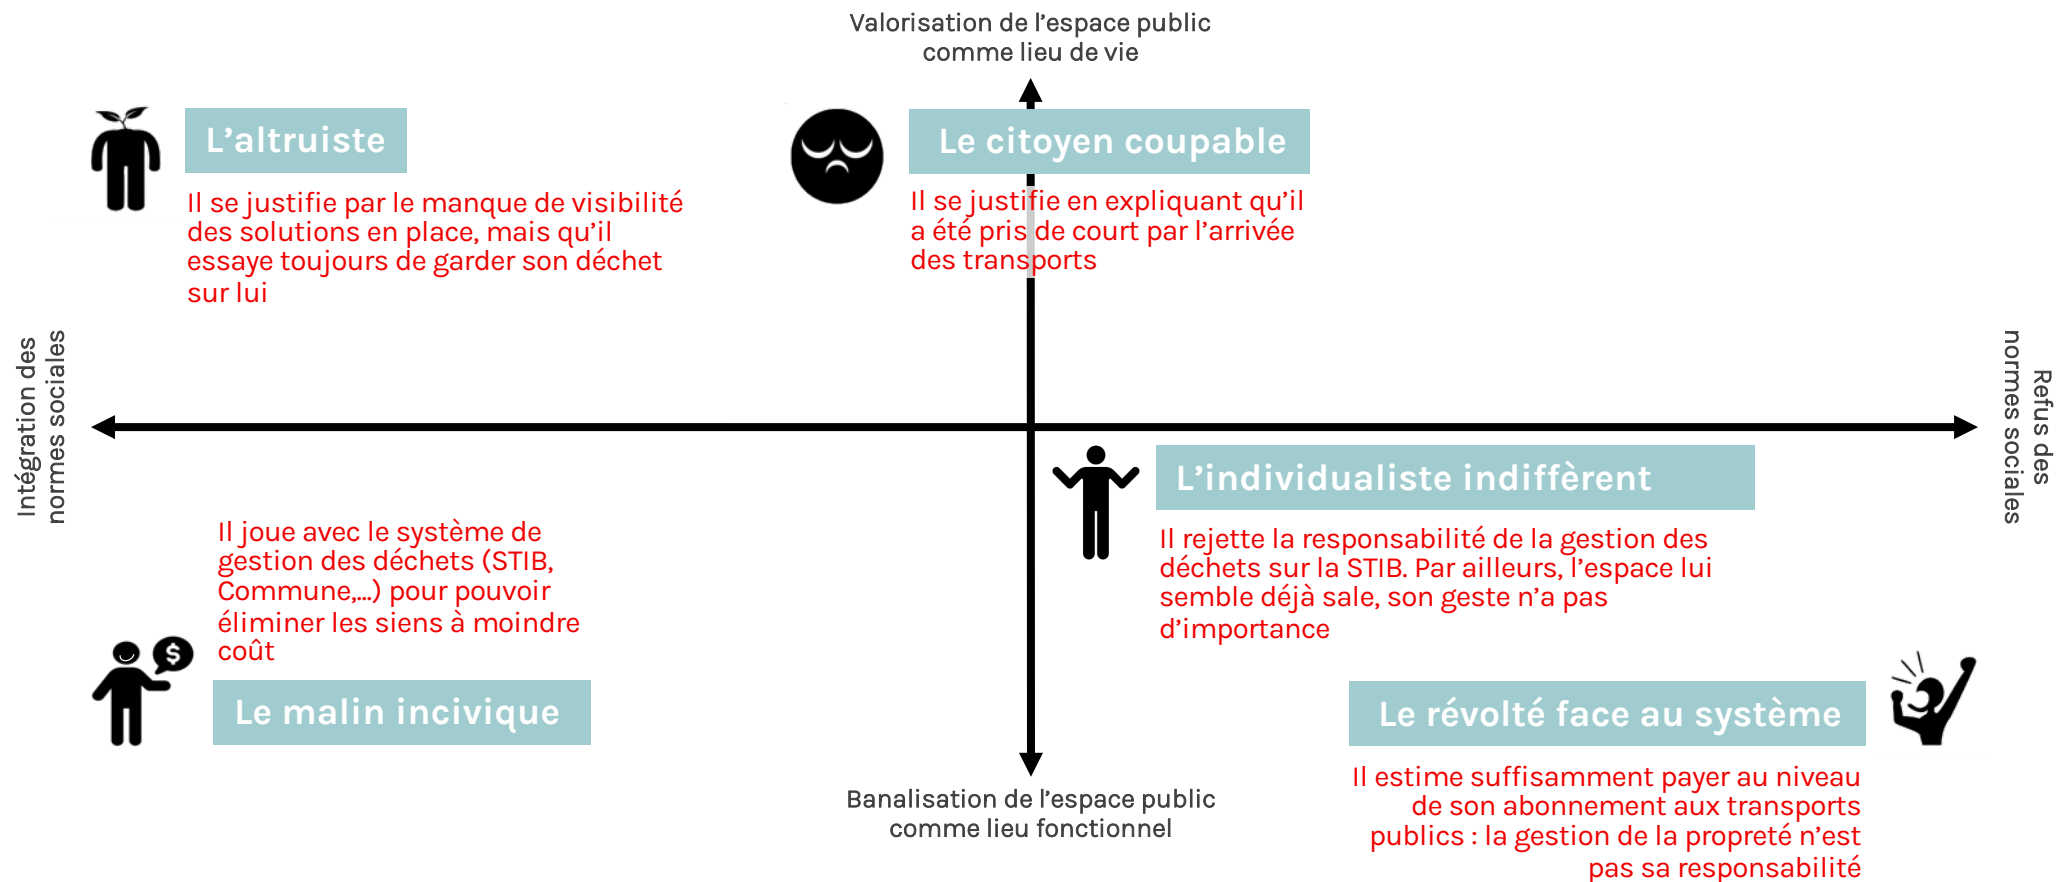 Valorisation de l’espace public
comme lieu de vie
L’altruiste
Il se justifie par le manque de visibilité
des solutions en place, mais qu’il
essaye toujours de garder son déchet
sur lui
Le citoyen coupable
Il se justifie en expliquant qu’il
a été pris de court par l’arrivée
des transports
Intégration des
normes sociales
Refus des
normes sociales
L’individualiste indiffèrent
Il rejette la responsabilité de la gestion des
déchets sur la STIB. Par ailleurs, l’espace lui
semble déjà sale, son geste n’a pas
d’importance
Il joue avec le système de
gestion des déchets (STIB,
Commune,…) pour pouvoir
éliminer les siens à moindre
coût
$
Le malin incivique
Le révolté face au système
Il estime suffisamment payer au niveau
de son abonnement aux transports
publics : la gestion de la propreté n’est
pas sa responsabilité
Banalisation de l’espace public
comme lieu fonctionnel